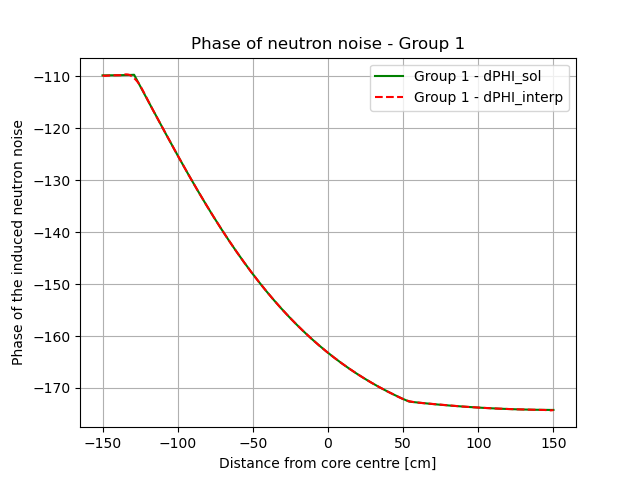 Phase of neutron noise - Group 1
Group 1 - dPHI_sol
Group 1 - dPHI_interp
Phase of the induced neutron noise
−110
−120
−130
−140
−150
−160
−170
−150
−100
−50
0
50
100
150
Distance from core centre [cm]